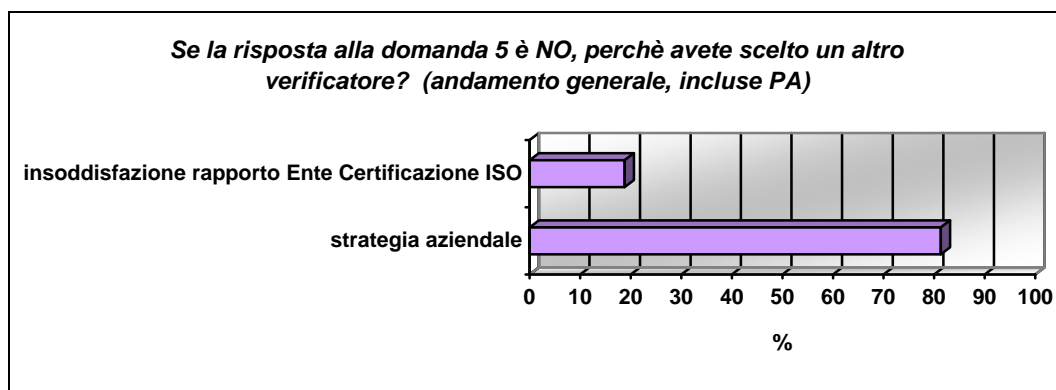 Se la risposta alla domanda 5 è NO, perchè avete scelto un altro
verificatore?  (andamento generale, incluse PA)
insoddisfazione rapporto Ente Certificazione ISO
strategia aziendale
0 10 20 30 40 50 60 70 80 90 100
%